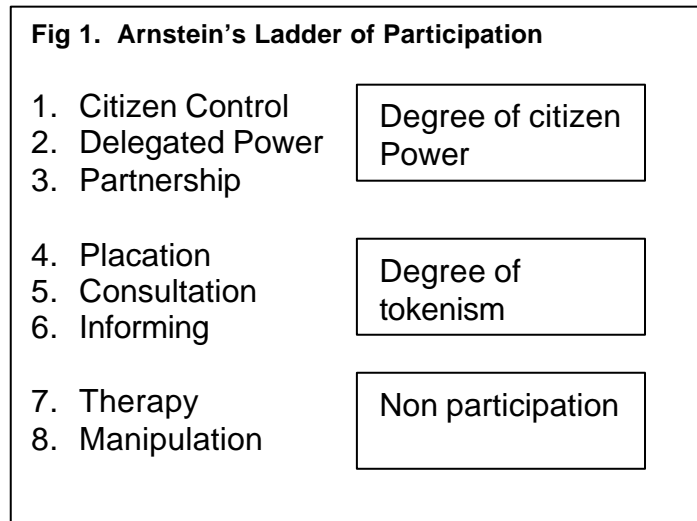 Fig 1. Arnstein's Ladder of Participation
1. Citizen Control
2. Delegated Power
3. Partnership
Degree of citizen
Power
4. Placation
5. Consultation
6. Informing
Degree of
tokenism
7. Therapy
8. Manipulation
Non participation